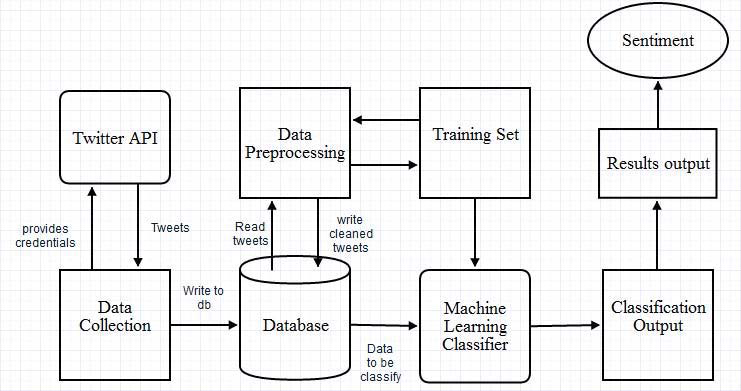 Sentiment
Twitter API
Data
Preprocessing
Training Set
Results output
provides
credentials
Tweets
Read
tweets
write
cleaned
tweets
Data
Collection
Write to
db
Database
Data
to be
classify
Machine
Learning
Classifier
Classification
Output